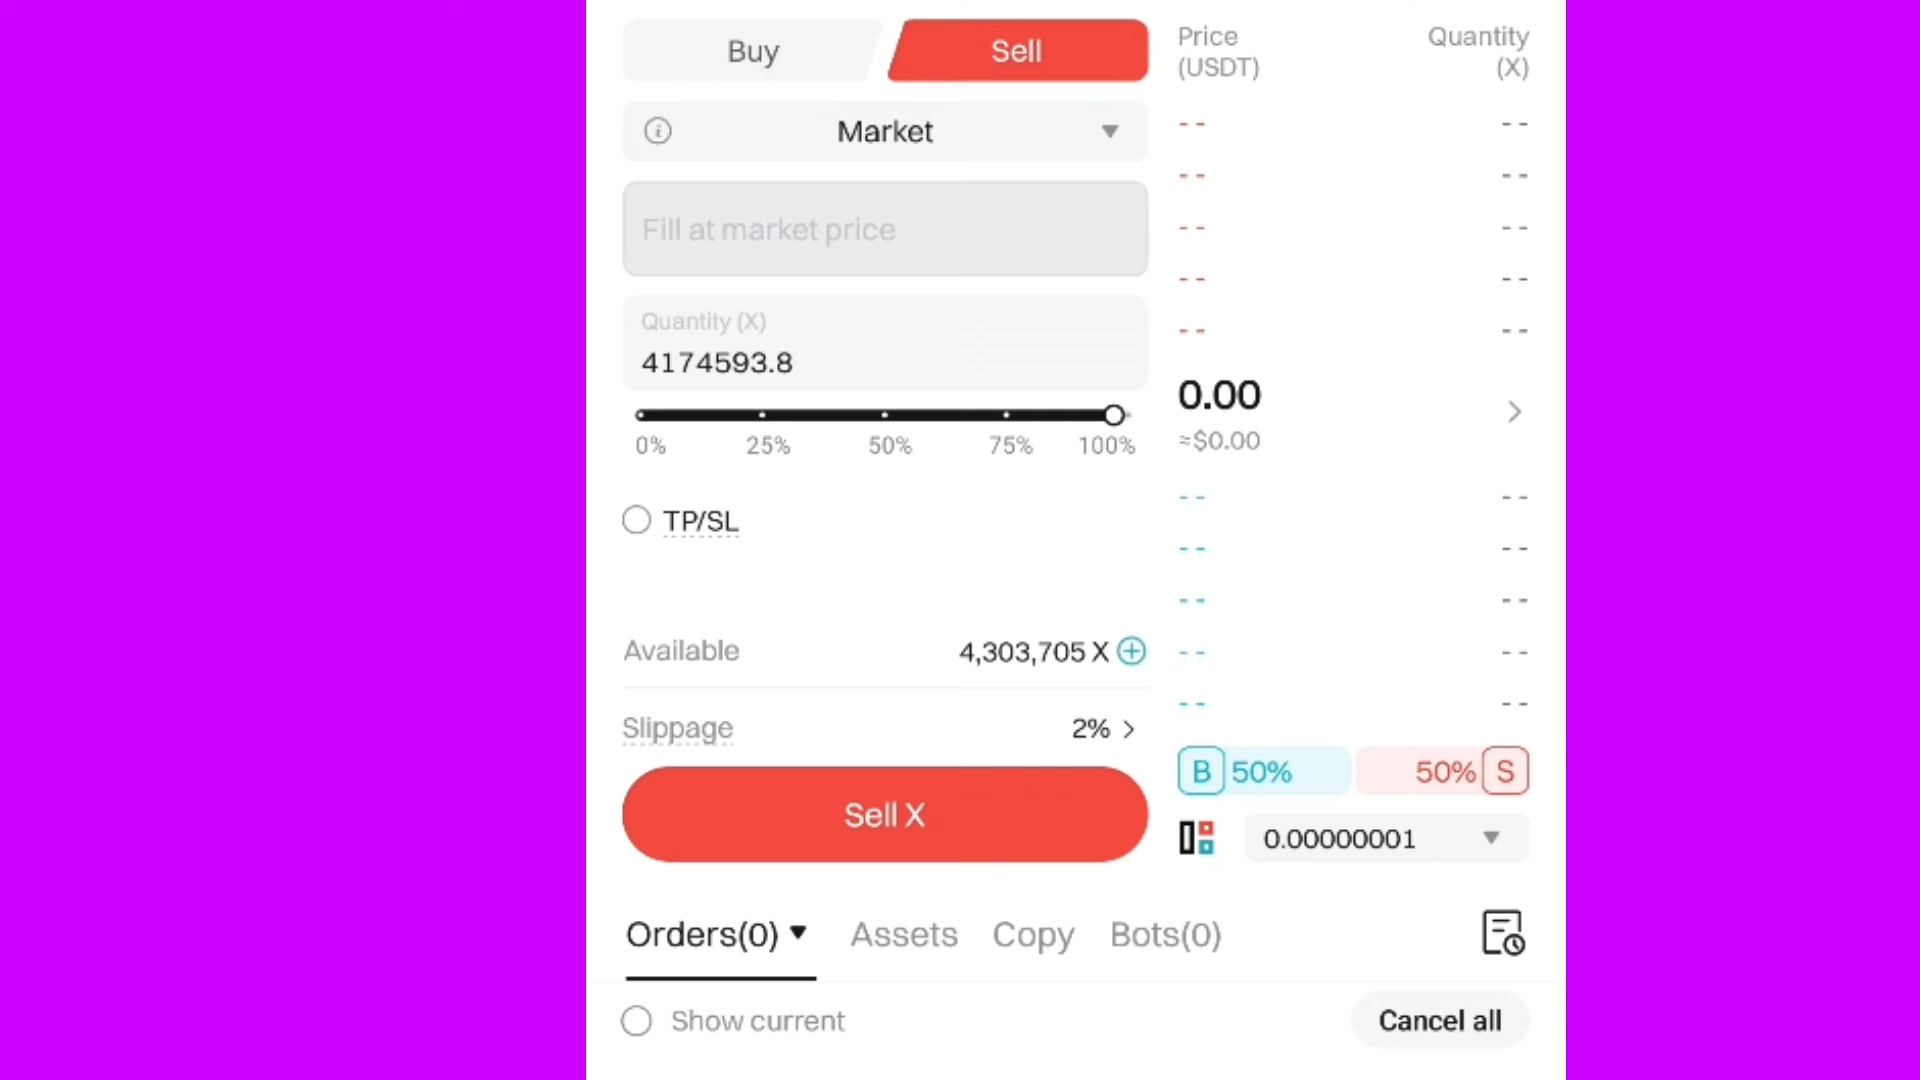 Buy
Sell
Market
Fill at market price
Quantity (X)
4174593.8
0% 25% 50% 75% 100%
TP/SL
Available 4,303,705 X
Slippage 2% >
Sell X
Price
(USDT)
Quantity
(X)
-- --
-- --
-- --
-- --
-- --
0.00
≈$0.00
-- --
-- --
-- --
-- --
-- --
B 50% 50% S
0.00000001
Orders(0) Assets Copy Bots(0)
Show current Cancel all